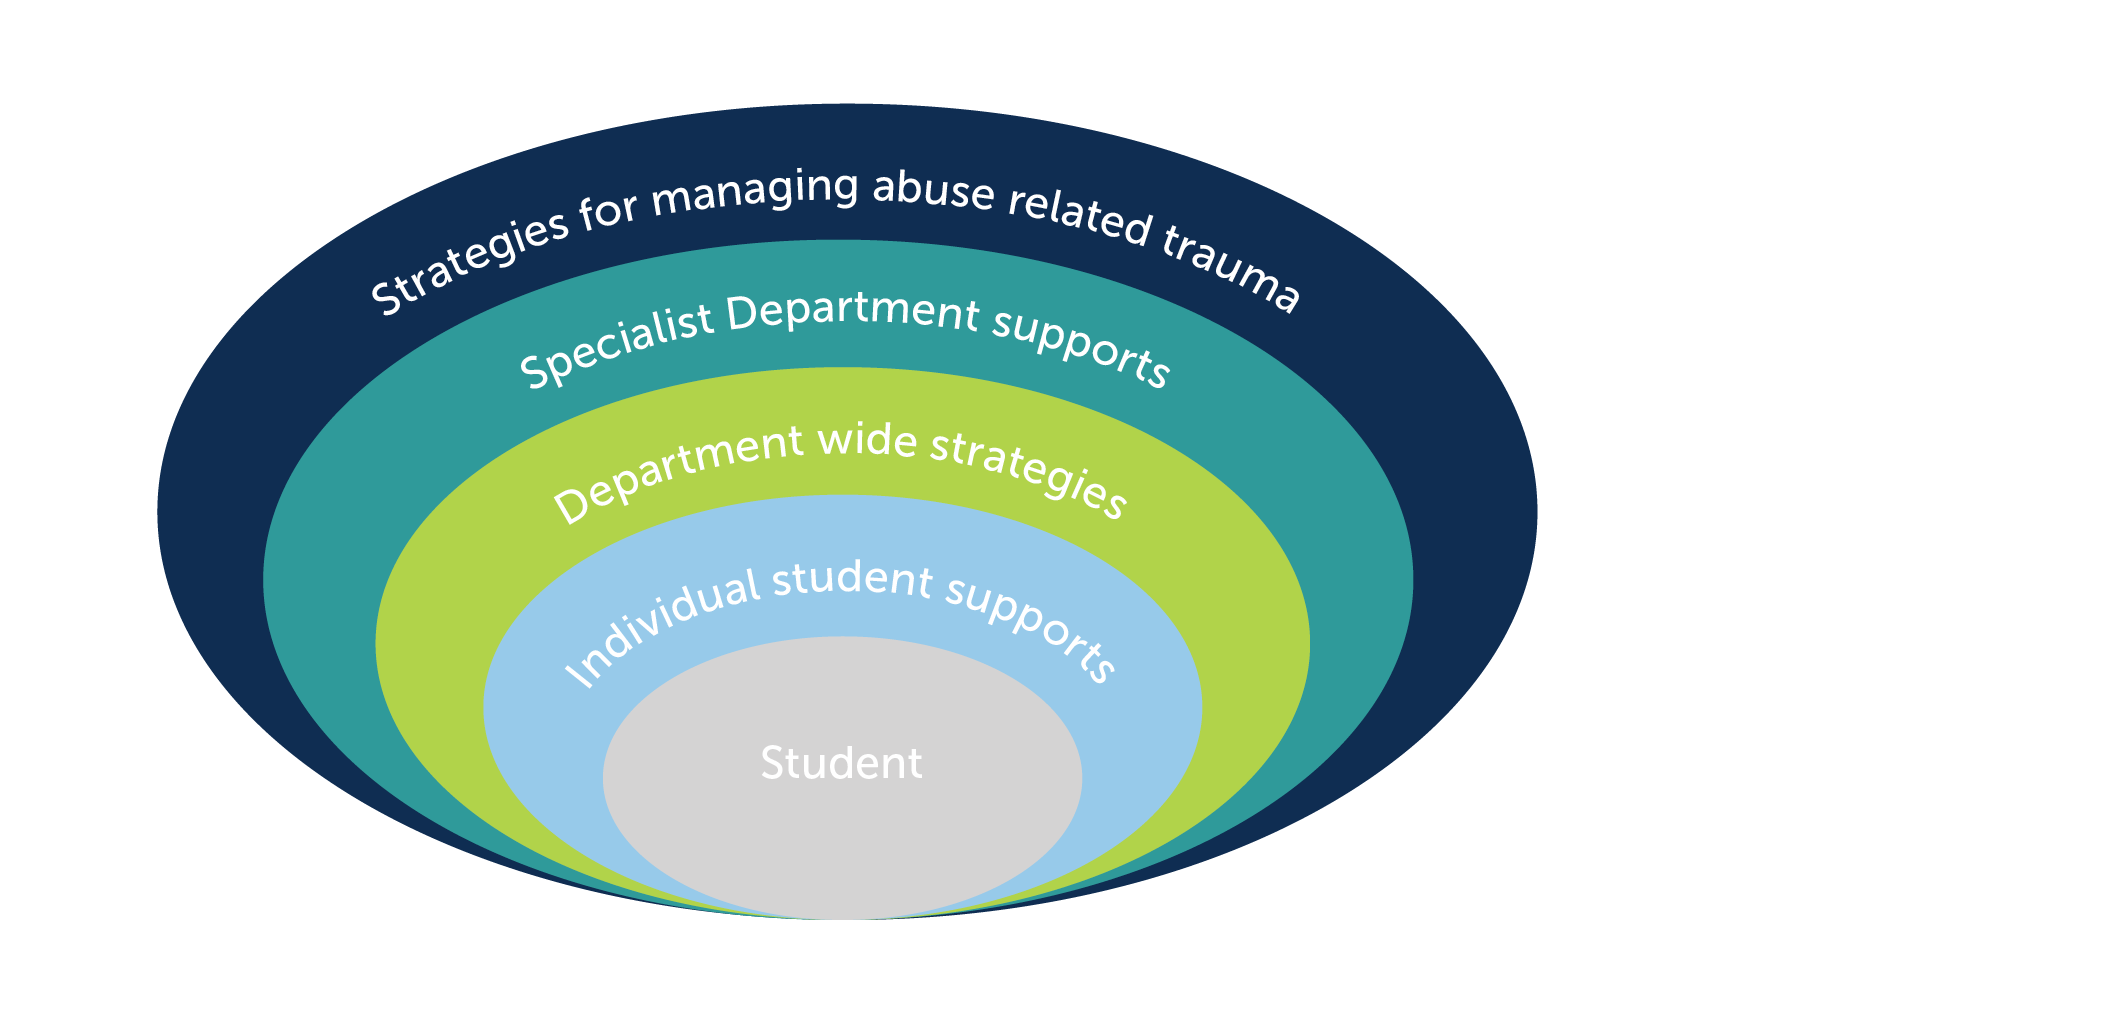 Strategies for managing abuse related trauma
Specialist Department supports
Department wide strategies
Individual student supports
Student